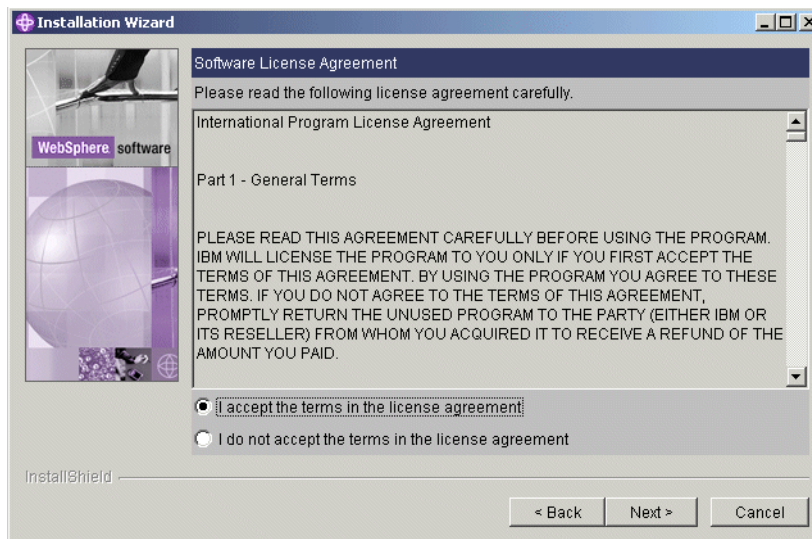 Installation Wizard
WebSphere software
Software License Agreement
Please read the following license agreement carefully.
International Program License Agreement
Part 1 - General Terms
PLEASE READ THIS AGREEMENT CAREFULLY BEFORE USING THE PROGRAM.
IBM WILL LICENSE THE PROGRAM TO YOU ONLY IF YOU FIRST ACCEPT THE
TERMS OF THIS AGREEMENT. BY USING THE PROGRAM YOU AGREE TO THESE
TERMS. IF YOU DO NOT AGREE TO THE TERMS OF THIS AGREEMENT,
PROMPTLY RETURN THE UNUSED PROGRAM TO THE PARTY (EITHER IBM OR
ITS RESELLER) FROM WHOM YOU ACQUIRED IT TO RECEIVE A REFUND OF THE
AMOUNT YOU PAID.
I accept the terms in the license agreement
I do not accept the terms in the license agreement
InstallShield
< Back Next > Cancel